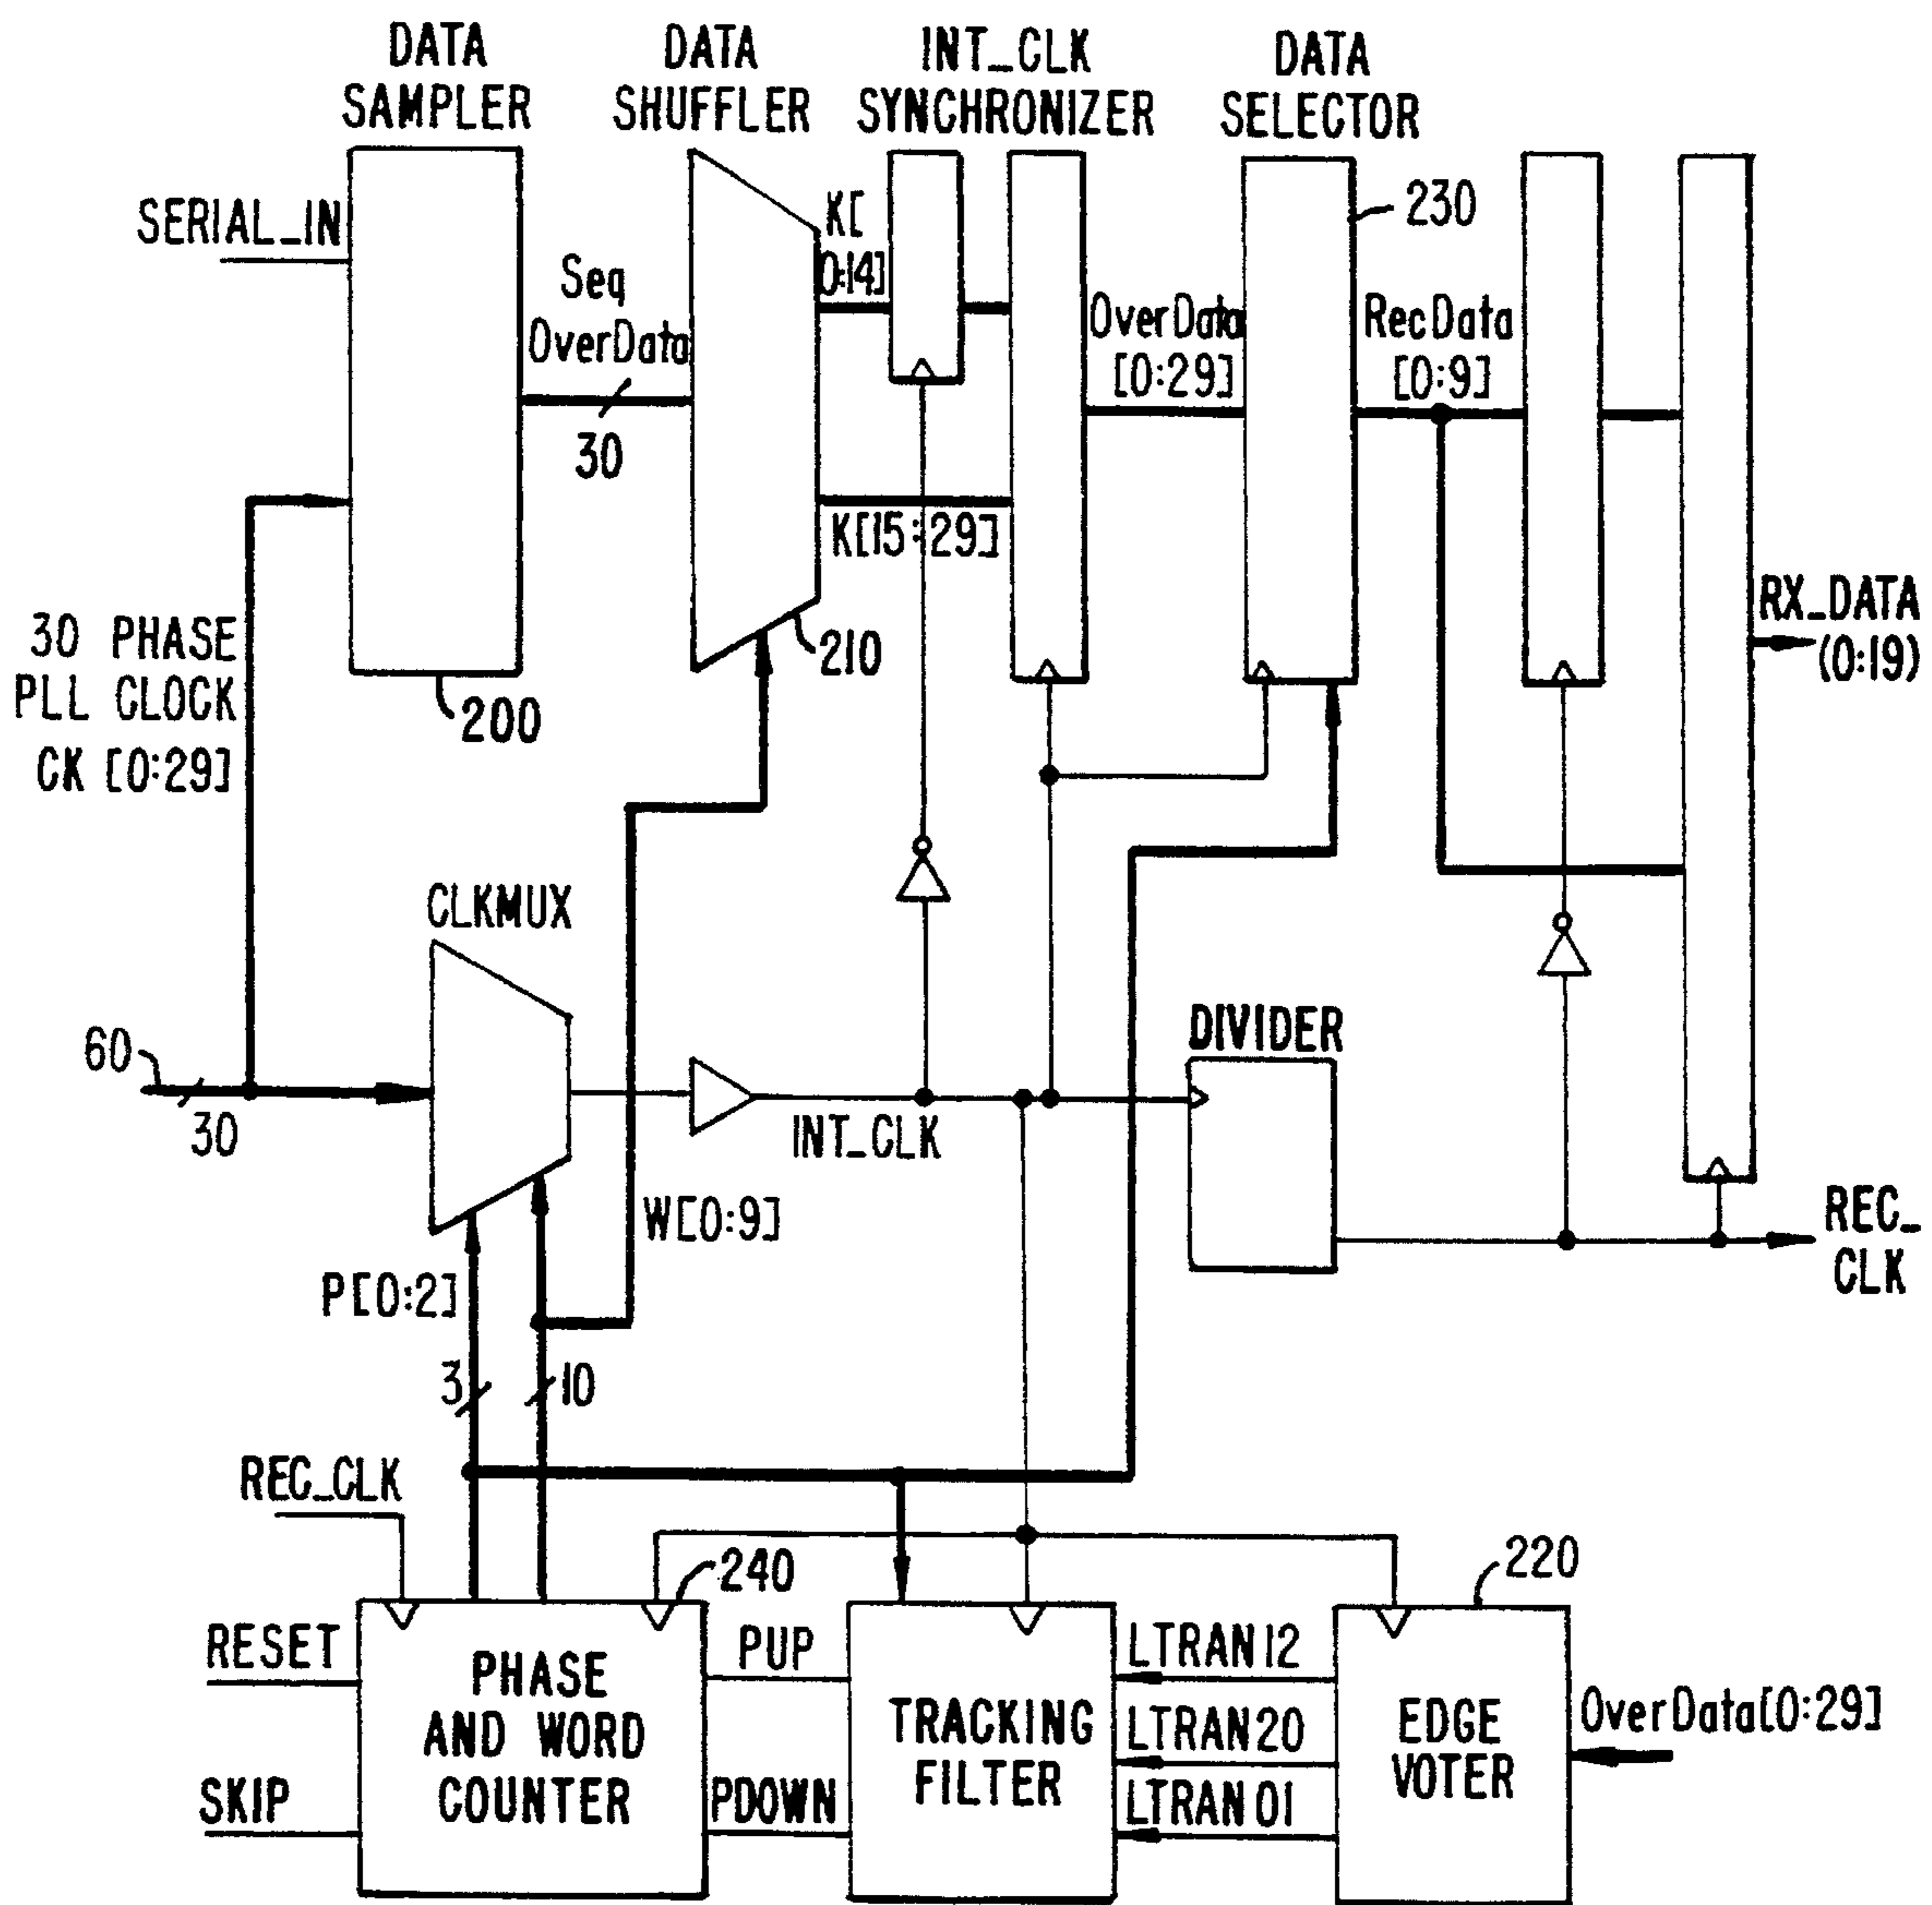 DATA
SAMPLER
DATA
SHUFFLER
INT_CLK
SYNCHRONIZER
DATA
SELECTOR
SERIAL_IN
Seq
OverData
30
K[
0:14]
K[15:29]
OverData
[0:29]
230
RecData
[0:9]
RX_DATA
(0:19)
30 PHASE
PLL CLOCK
CK [0:29]
200
210
CLKMUX
60
30
INT_CLK
DIVIDER
W[0:9]
P[0:2]
REC_
CLK
3
10
REC_CLK
240
220
RESET
SKIP
PHASE
AND WORD
COUNTER
PUP
PDOWN
TRACKING
FILTER
LTRAN12
LTRAN20
LTRAN01
EDGE
VOTER
OverData[0:29]